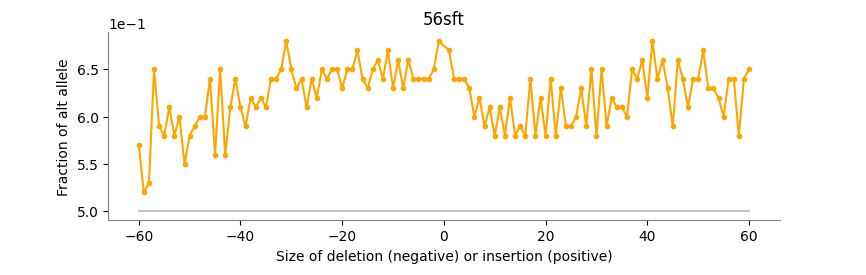 56sft
1e−1
Fraction of alt allele
6.5
6.0
5.5
5.0
−60 −40 −20 0 20 40 60
Size of deletion (negative) or insertion (positive)